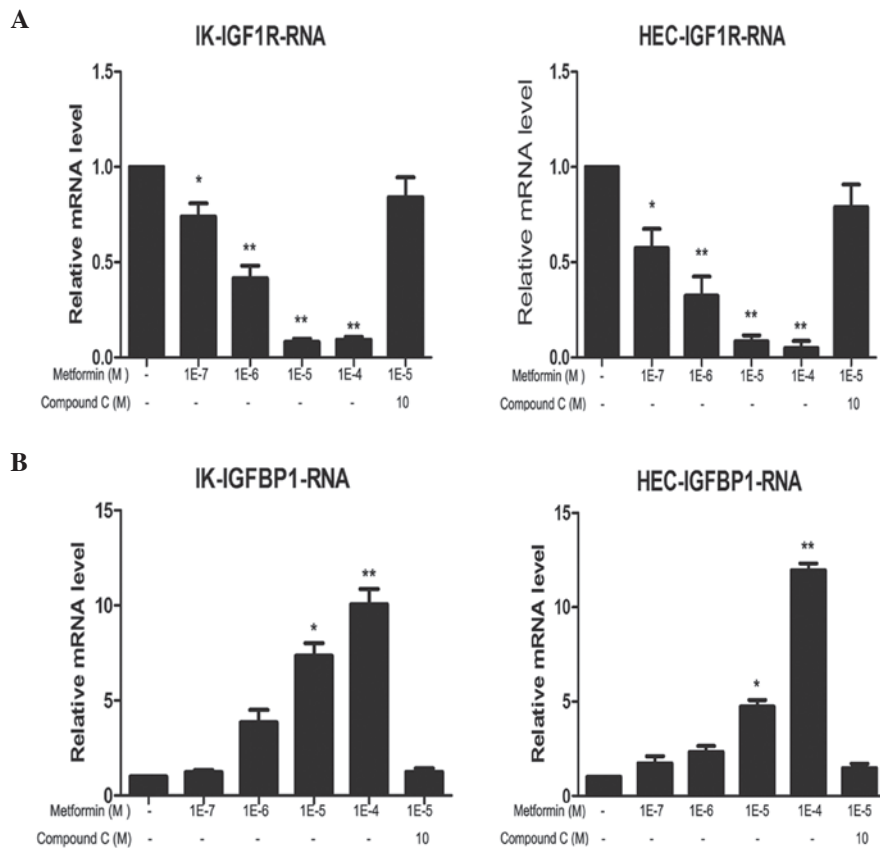 A
IK-IGF1R-RNA
Relative mRNA level
1.5
1.0
0.5
0.0
*
**
**
**
Metformin (M ) - 1E-7 1E-6 1E-5 1E-4 1E-5
Compound C (M) - - - - - 10
HEC-IGF1R-RNA
Relative mRNA level
1.5
1.0
0.5
0.0
*
**
**
**
Metformin (M ) - 1E-7 1E-6 1E-5 1E-4 1E-5
Compound C (M) - - - - - 10
B
IK-IGFBP1-RNA
Relative mRNA level
15
10
5
0
*
**
Metformin (M ) - 1E-7 1E-6 1E-5 1E-4 1E-5
Compound C (M) - - - - - 10
HEC-IGFBP1-RNA
Relative mRNA level
15
10
5
0
*
**
Metformin (M ) - 1E-7 1E-6 1E-5 1E-4 1E-5
Compound C (M) - - - - - 10